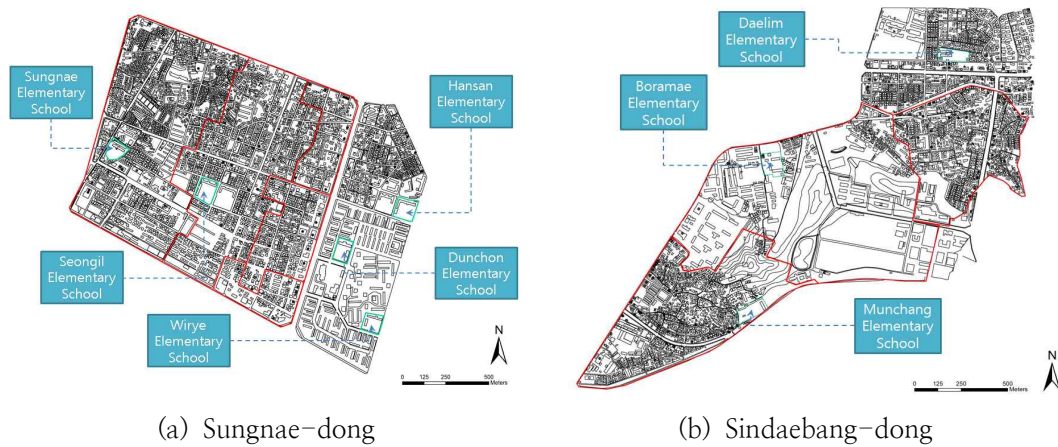 Sungnae
Elementary
School
Hansan
Elementary
School
Seongil
Elementary
School
Dunchon
Elementary
School
Wirye
Elementary
School
N
0 125 250 500
Meters
(a) Sungnae-dong
Daelim
Elementary
School
Boramae
Elementary
School
Munchang
Elementary
School
N
0 125 250 500
Meters
(b) Sindaebang-dong